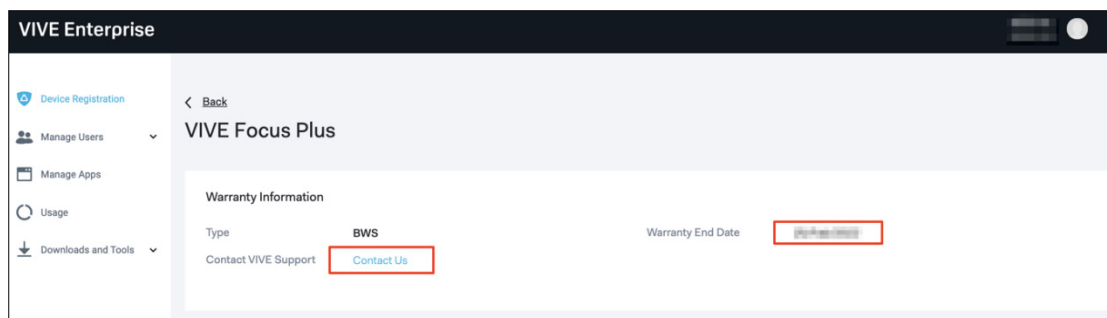 VIVE Enterprise
Device Registration
Manage Users
Manage Apps
Usage
Downloads and Tools
Back
VIVE Focus Plus
Warranty Information
Type BWS Warranty End Date
Contact VIVE Support Contact Us